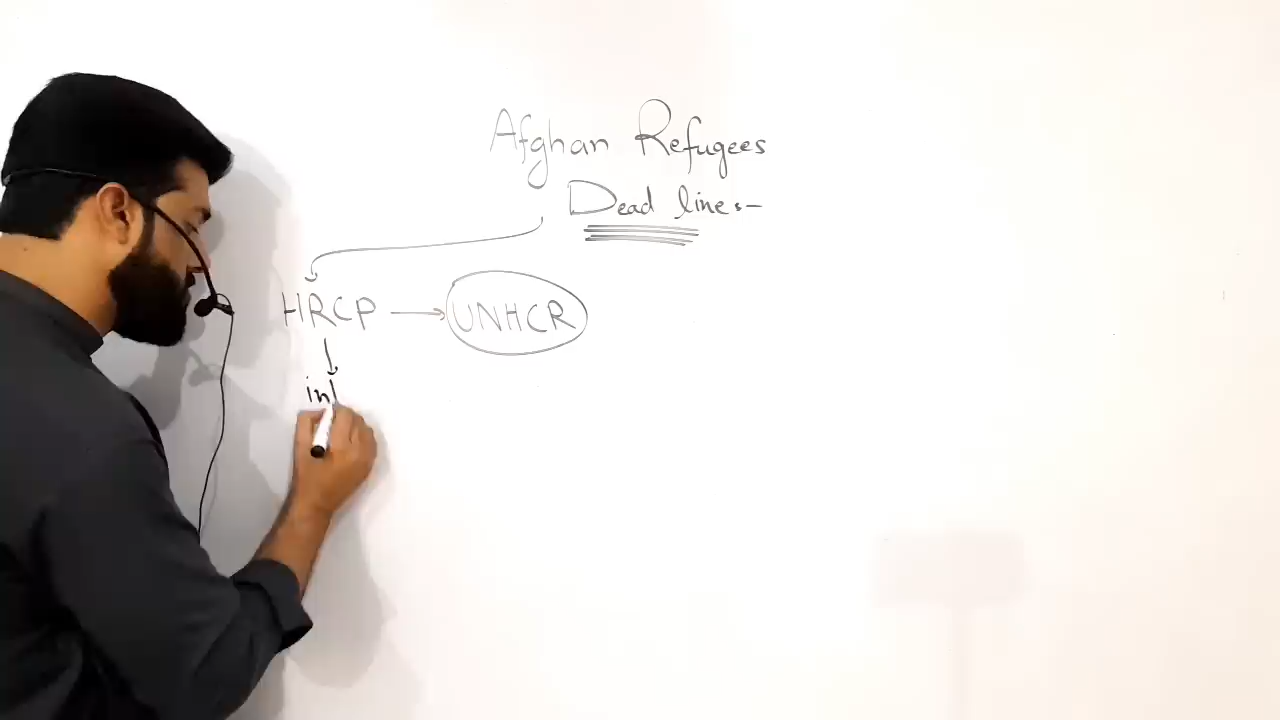 Afghan Refugees
Dead line:-
HRCP → UNHCR
in